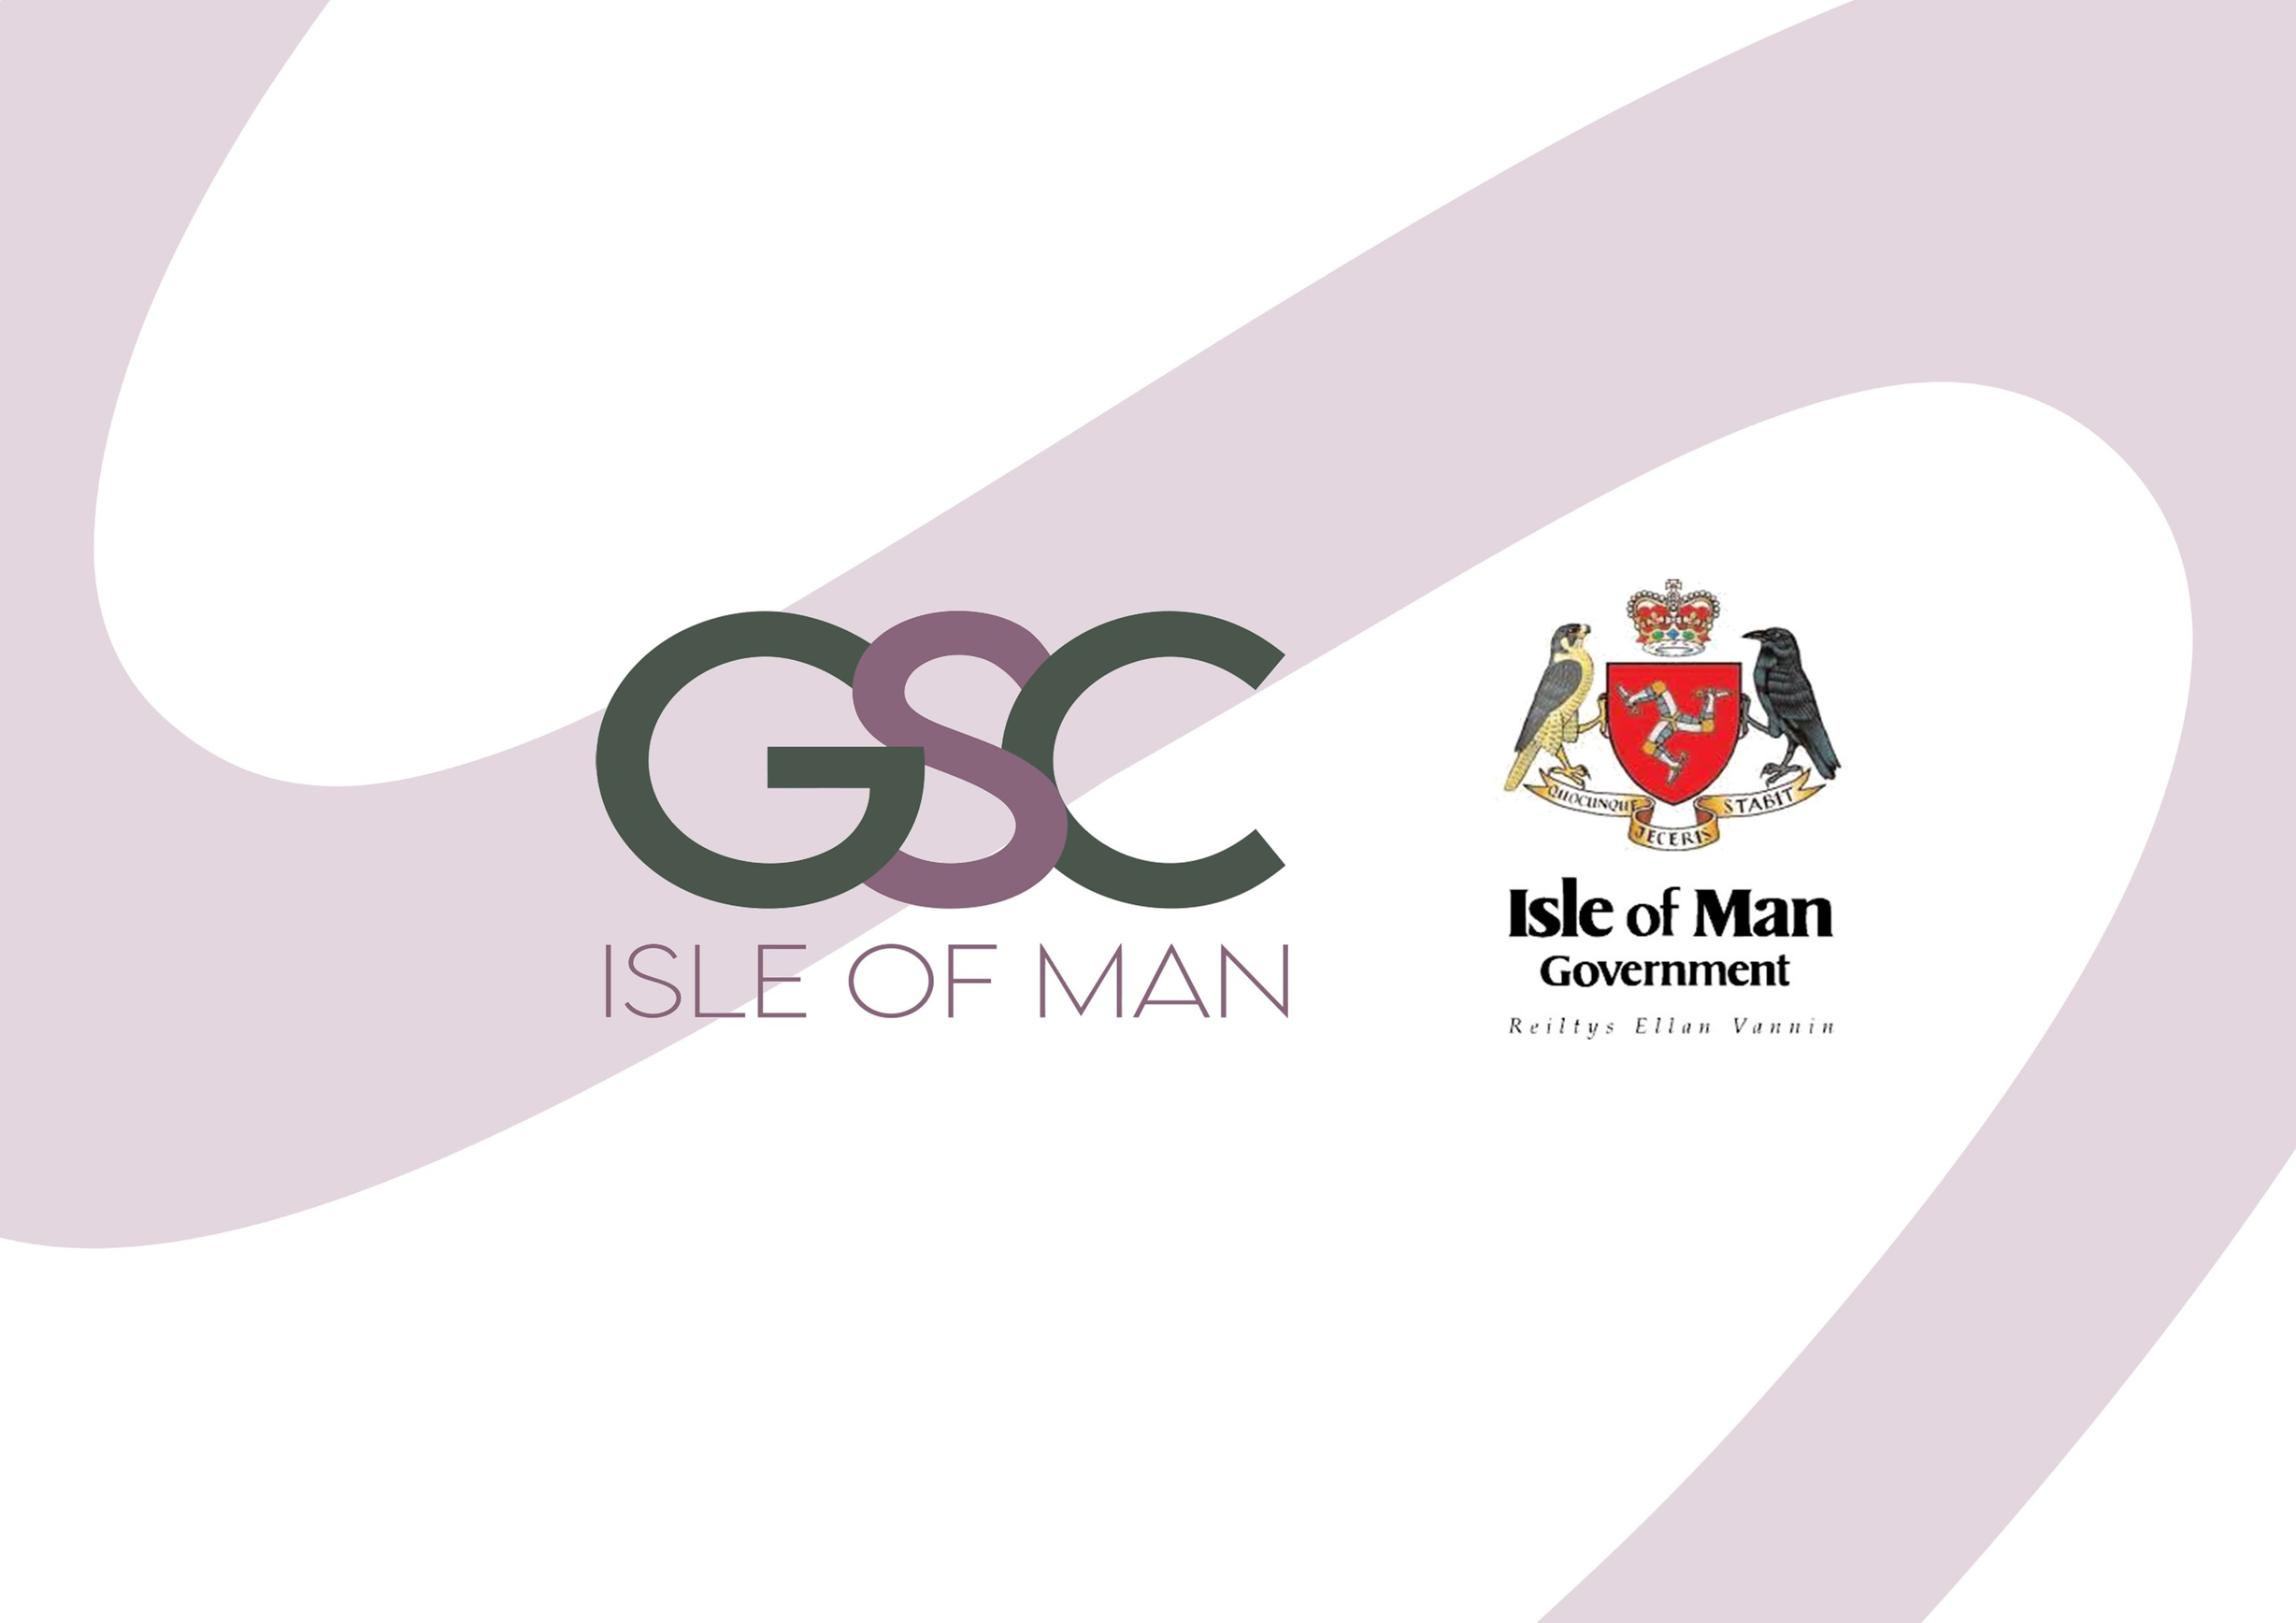 GSC
ISLE OF MAN
QUOCUNQUE
JECERIS
STABIT
Isle of Man
Government
Reiltys Ellan Vannin